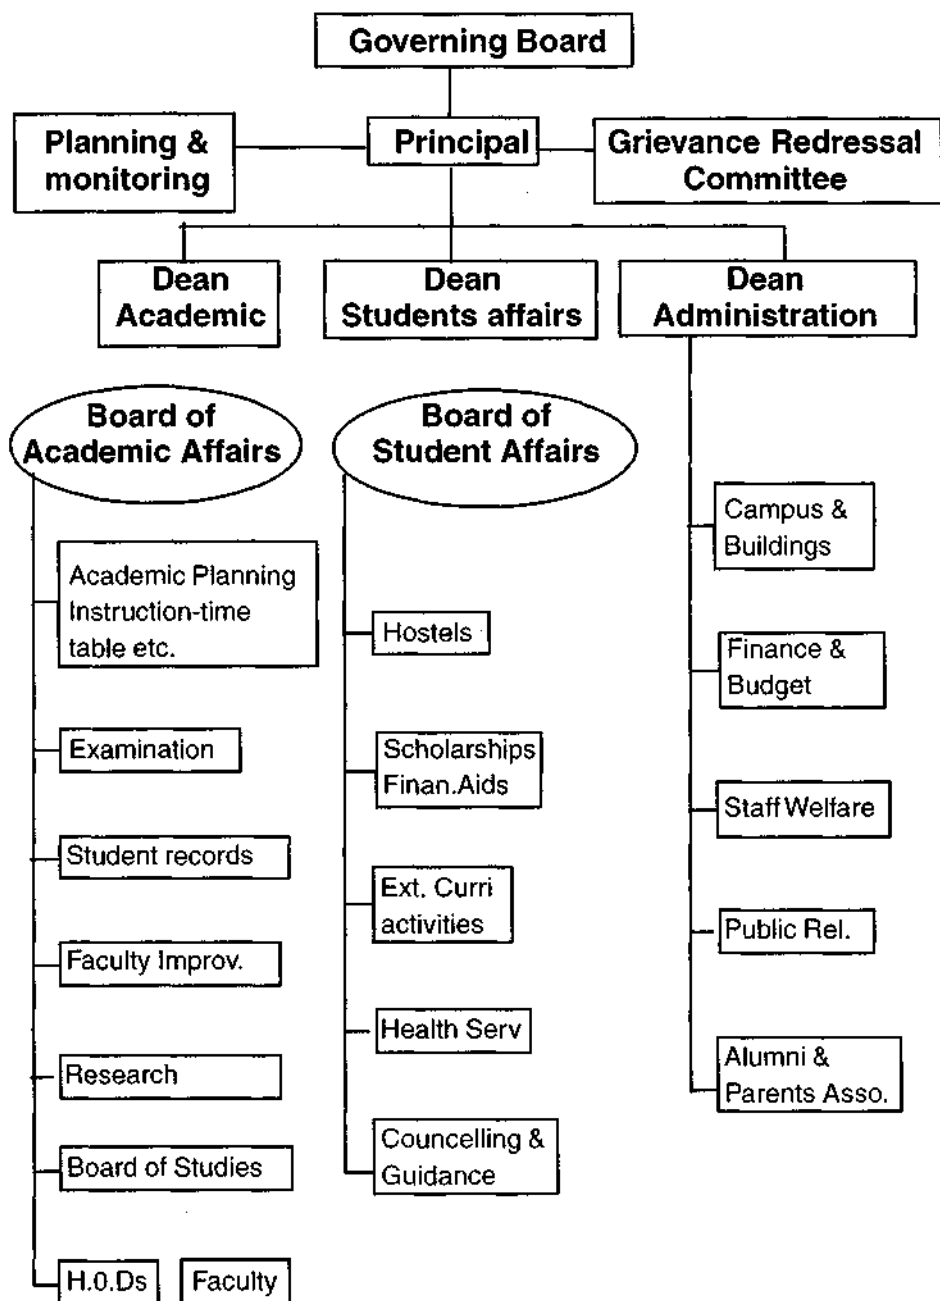 Governing Board
Planning &
monitoring
Principal
Grievance Redressal
Committee
Dean
Academic
Dean
Students affairs
Dean
Administration
Board of
Academic Affairs
Academic Planning
Instruction-time
table etc.
Examination
Student records
Faculty Improv.
Research
Board of Studies
H.0.Ds
Faculty
Board of
Student Affairs
Hostels
Scholarships
Finan.Aids
Ext. Curri
activities
Health Serv
Councelling &
Guidance
Campus &
Buildings
Finance &
Budget
Staff Welfare
Public Rel.
Alumni &
Parents Asso.